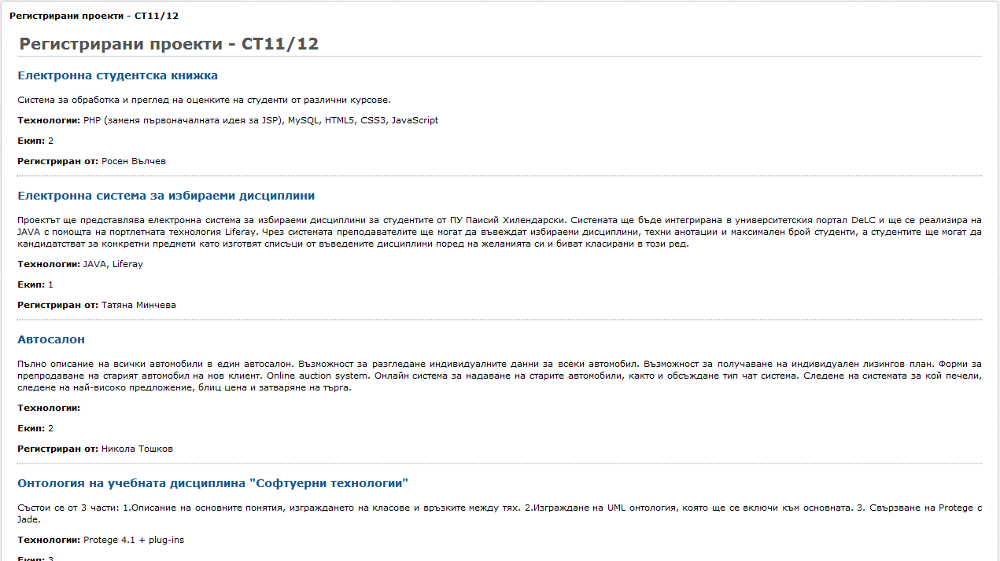 Регистрирани проекти - СТ11/12
Регистрирани проекти - СТ11/12
Електронна студентска книжка
Система за обработка и преглед на оценките на студенти от различни курсове.
Технологии: PHP (заменя първоначалната идея за JSP), MySQL, HTML5, CSS3, JavaScript
Екип: 2
Регистриран от: Росен Вълчев
Електронна система за избираеми дисциплини
Проектът ще представлява електронна система за избираеми дисциплини за студентите от ПУ Паисий Хилендарски. Системата ще бъде интегрирана в университетския портал DeLC и ще се реализира на
JAVA с помощта на портлетната технология Liferay. Чрез системата преподавателите ще могат да въвеждат избираеми дисциплини, техни анотации и максимален брой студенти, а студентите ще могат да
кандидатстват за конкретни предмети като изготвят списъци от въведените дисциплини поред на желанията си и биват класирани в този ред.
Технологии: JAVA, Liferay
Екип: 1
Регистриран от: Татяна Минчева
Автосалон
Пълно описание на всички автомобили в един автосалон. Възможност за разгледане индивидуалните данни за всеки автомобил. Възможност за получаване на индивидуален лизингов план. Форми за
препродаване на старият автомобил на нов клиент. Online auction system. Онлайн система за надаване на старите автомобили, както и обсъждане тип чат система. Следене на системата за кой печели,
следене на най-високо предложение, блиц цена и затваряне на търга.
Технологии:
Екип: 2
Регистриран от: Никола Тошков
Онтология на учебната дисциплина "Софтуерни технологии"
Състои се от 3 части: 1.Описание на основните понятия, изграждането на класове и връзките между тях. 2.Изграждане на UML онтология, която ще се включи към основната. 3. Свързване на Protege с
Jade.
Технологии: Protege 4.1 + plug-ins
Екип: 3